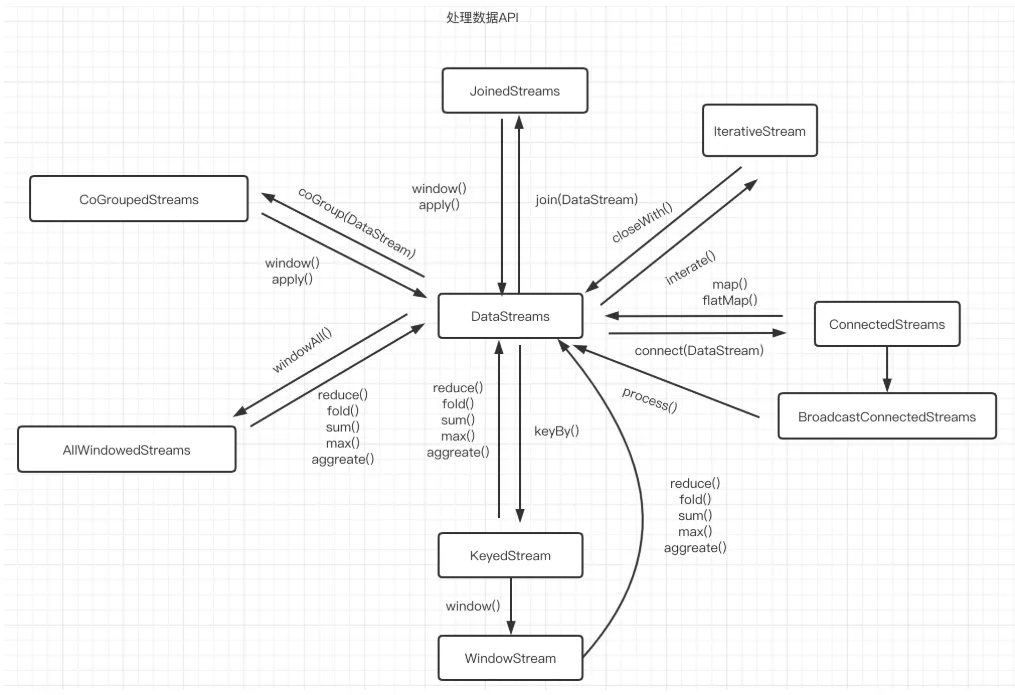 处理数据API
JoinedStreams
IterativeStream
CoGroupedStreams
coGroup(DataStream)
window()
apply()
window()
apply()
join(DataStream)
closeWith()
interate()
DataStreams
map()
flatMap()
connect(DataStream)
ConnectedStreams
BroadcastConnectedStreams
process()
windowAll()
reduce()
fold()
sum()
max()
aggreate()
AllWindowedStreams
reduce()
fold()
sum()
max()
aggreate()
keyBy()
reduce()
fold()
sum()
max()
aggreate()
KeyedStream
window()
WindowStream